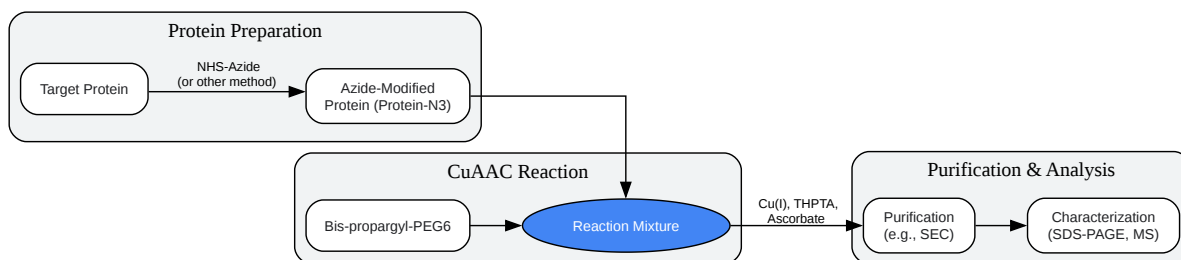 Protein Preparation
Target Protein
NHS-Azide
(or other method)
Azide-Modified
Protein (Protein-N3)
CuAAC Reaction
Bis-propargyl-PEG6
Reaction Mixture
Cu(I), THPTA,
Ascorbate
Purification & Analysis
Purification
(e.g., SEC)
Characterization
(SDS-PAGE, MS)